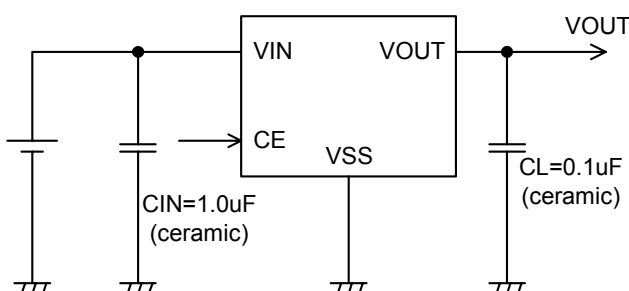 VOUT
VIN
VOUT
CE
VSS
CIN=1.0uF
(ceramic)
CL=0.1uF
(ceramic)